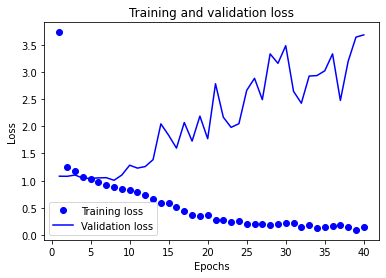 Training and validation loss
Loss
3.5
3.0
2.5
2.0
1.5
1.0
0.5
0.0
Training loss
Validation loss
0 5 10 15 20 25 30 35 40
Epochs